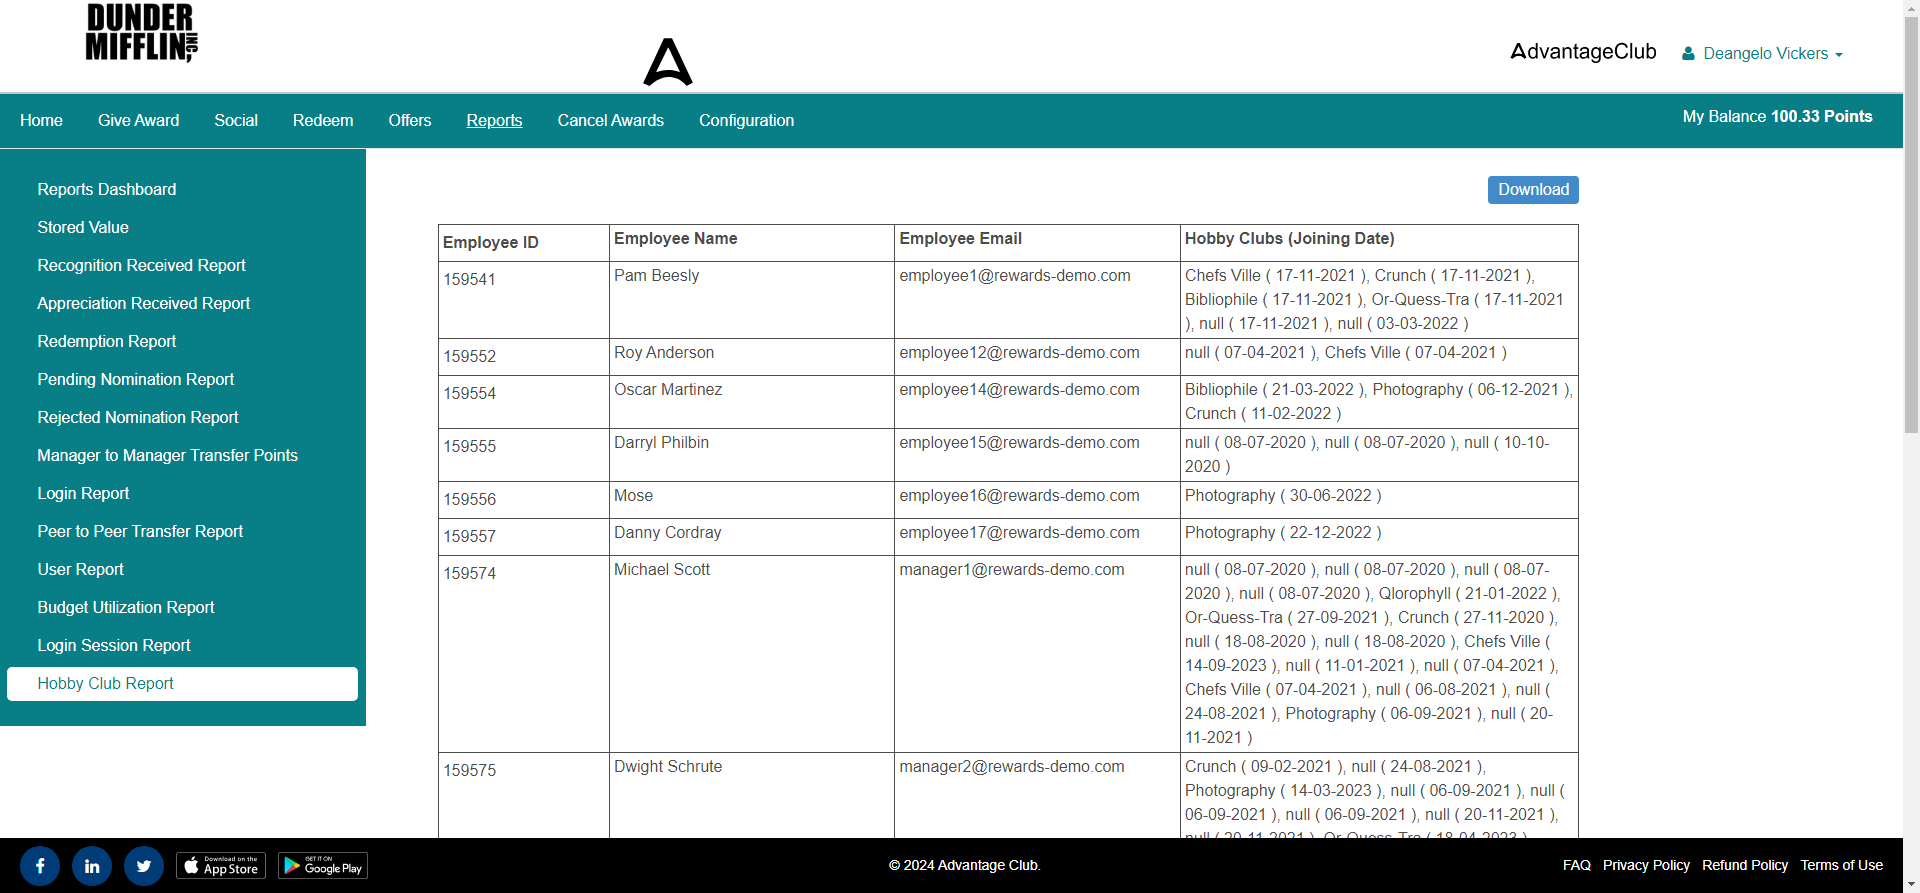 DUNDER
MIFFLIN, INC
AdvantageClub
Deangelo Vickers
Home Give Award Social Redeem Offers Reports Cancel Awards Configuration
My Balance 100.33 Points
Reports Dashboard
Stored Value
Recognition Received Report
Appreciation Received Report
Redemption Report
Pending Nomination Report
Rejected Nomination Report
Manager to Manager Transfer Points
Login Report
Peer to Peer Transfer Report
User Report
Budget Utilization Report
Login Session Report
Hobby Club Report
Download
Employee ID Employee Name Employee Email Hobby Clubs (Joining Date)
159541 Pam Beesly employee1@rewards-demo.com Chefs Ville ( 17-11-2021 ), Crunch ( 17-11-2021 ),
Bibliophile ( 17-11-2021 ), Or-Quess-Tra ( 17-11-2021
), null ( 17-11-2021 ), null ( 03-03-2022 )
159552 Roy Anderson employee12@rewards-demo.com null ( 07-04-2021 ), Chefs Ville ( 07-04-2021 )
159554 Oscar Martinez employee14@rewards-demo.com Bibliophile ( 21-03-2022 ), Photography ( 06-12-2021 ),
Crunch ( 11-02-2022 )
159555 Darryl Philbin employee15@rewards-demo.com null ( 08-07-2020 ), null ( 08-07-2020 ), null ( 10-10-
2020 )
159556 Mose employee16@rewards-demo.com Photography ( 30-06-2022 )
159557 Danny Cordray employee17@rewards-demo.com Photography ( 22-12-2022 )
159574 Michael Scott manager1@rewards-demo.com null ( 08-07-2020 ), null ( 08-07-2020 ), null ( 08-07-
2020 ), null ( 08-07-2020 ), Qlorophyll ( 21-01-2022 ),
Or-Quess-Tra ( 27-09-2021 ), Crunch ( 27-11-2020 ),
null ( 18-08-2020 ), null ( 18-08-2020 ), Chefs Ville (
14-09-2023 ), null ( 11-01-2021 ), null ( 07-04-2021 ),
Chefs Ville ( 07-04-2021 ), null ( 06-08-2021 ), null (
24-08-2021 ), Photography ( 06-09-2021 ), null ( 20-
11-2021 )
159575 Dwight Schrute manager2@rewards-demo.com Crunch ( 09-02-2021 ), null ( 24-08-2021 ),
Photography ( 14-03-2023 ), null ( 06-09-2021 ), null (
06-09-2021 ), null ( 06-09-2021 ), null ( 20-11-2021 ),
null ( 20-11-2021 ), Or-Quess-Tra ( 18-04-2023 )
Download on the
App Store
GET IT ON
Google Play
© 2024 Advantage Club.
FAQ Privacy Policy Refund Policy Terms of Use